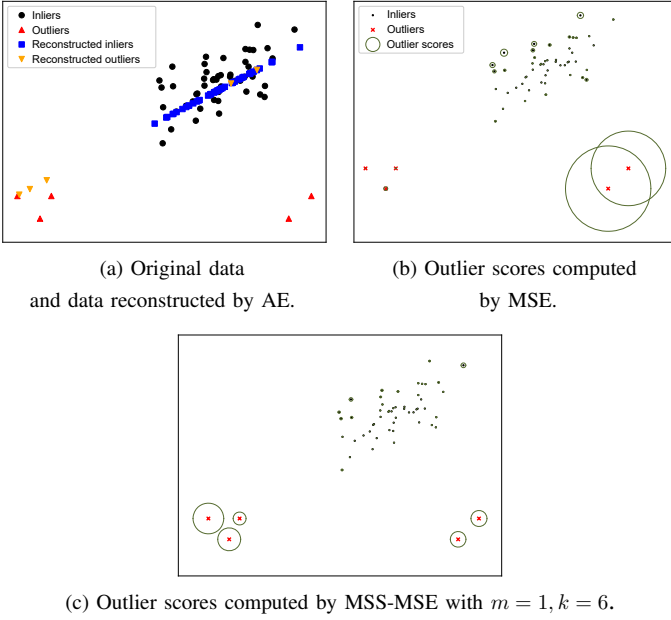 Inliers
Outliers
Reconstructed inliers
Reconstructed outliers
Inliers
Outliers
Outlier scores
(a) Original data
and data reconstructed by AE.
(b) Outlier scores computed
by MSE.
(c) Outlier scores computed by MSS-MSE with m = 1, k = 6.